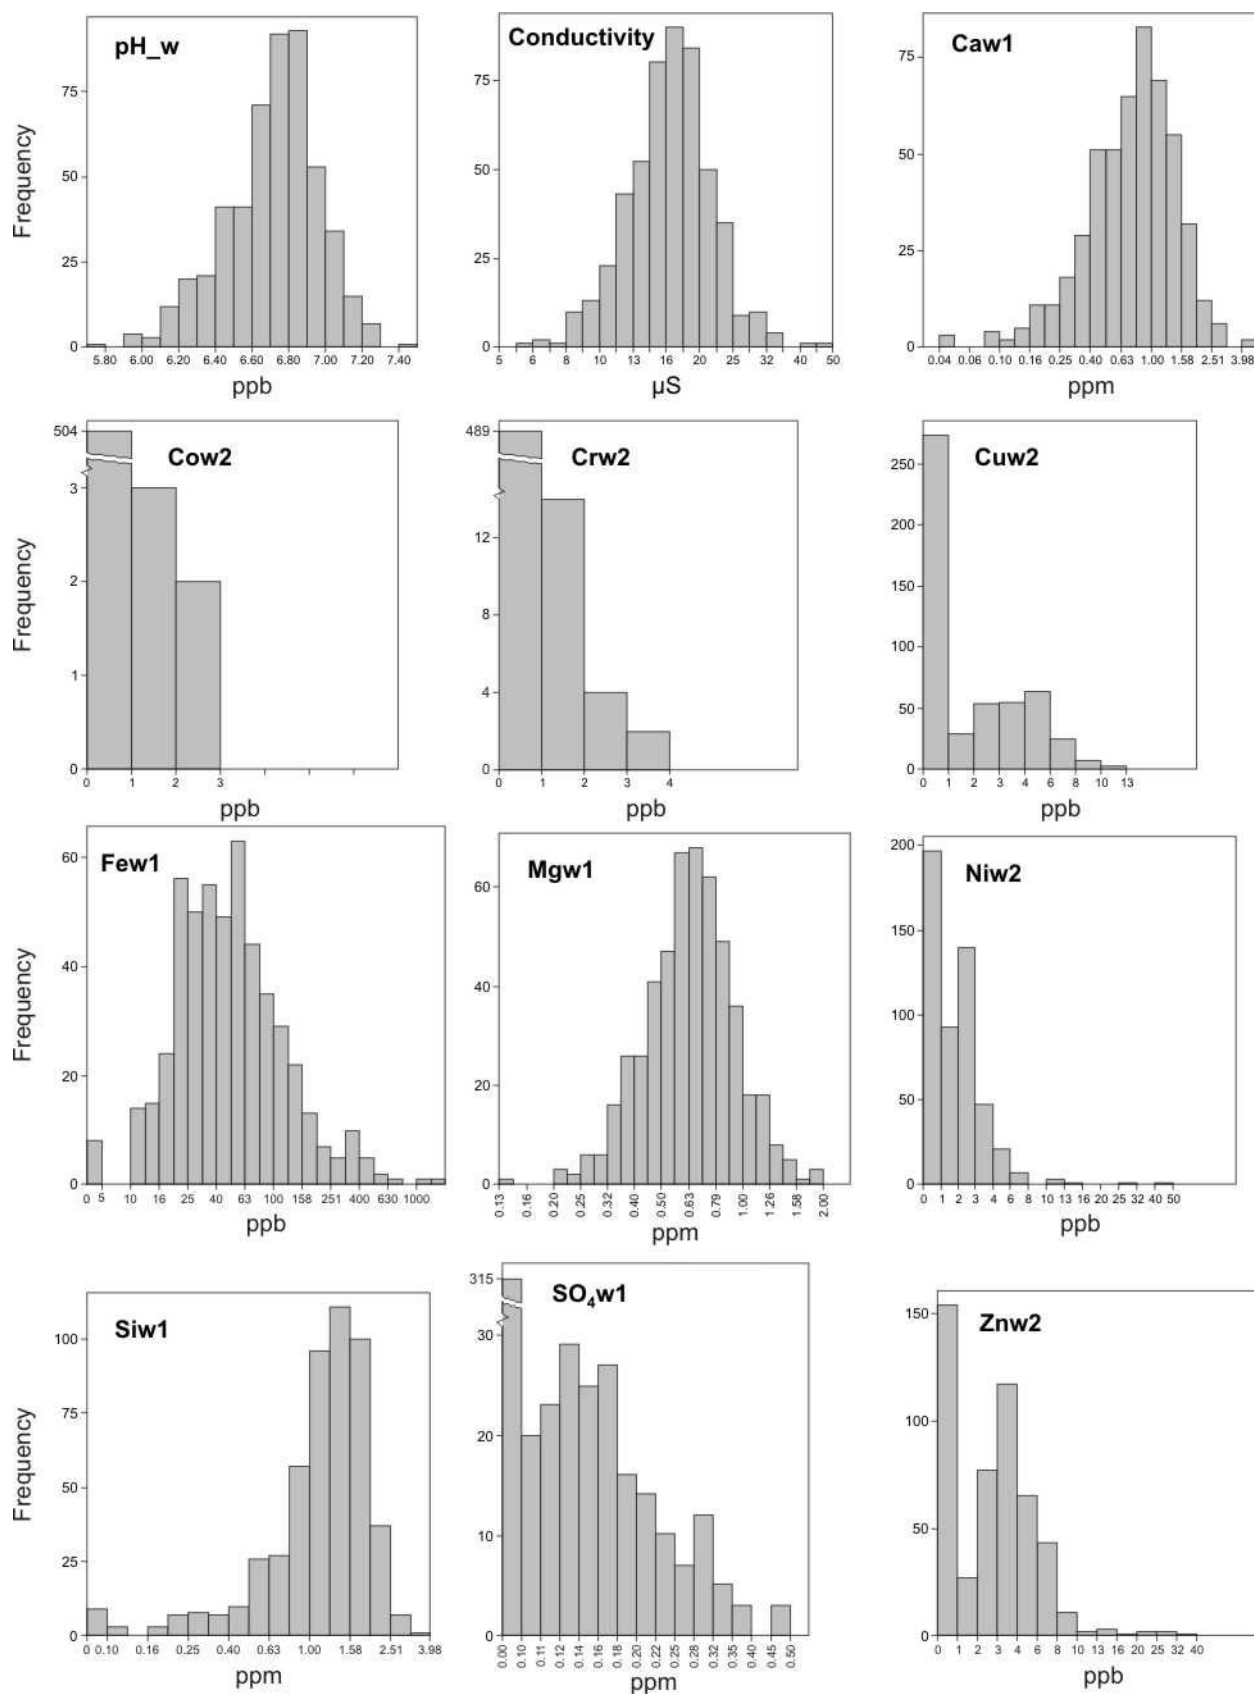 pH_w
Frequency
75
50
25
0
5.80 6.00 6.20 6.40 6.60 6.80 7.00 7.20 7.40
ppb
Conductivity
75
50
25
0
5 6 8 10 13 16 20 25 32 40 50
µS
Caw1
75
50
25
0
0.04 0.06 0.10 0.16 0.25 0.40 0.63 1.00 1.58 2.51 3.98
ppm
Cow2
Frequency
504
3
2
1
0
0 1 2 3
ppb
Crw2
489
12
8
4
0
0 1 2 3 4
ppb
Cuw2
250
200
150
100
50
0
0 1 2 3 4 6 8 10 13
ppb
Few1
Frequency
60
40
20
0
0 5 10 16 25 40 63 100 158 251 400 630 1000
ppb
Mgw1
60
40
20
0
0.13 0.16 0.20 0.25 0.32 0.40 0.50 0.63 0.79 1.00 1.26 1.58 2.00
ppm
Niw2
200
150
100
50
0
0 1 2 3 4 6 8 10 13 16 20 25 32 40 50
ppb
Siw1
Frequency
100
75
50
25
0
0 0.10 0.16 0.25 0.40 0.63 1.00 1.58 2.51 3.98
ppm
SO₄w1
315
30
20
10
0
0.00 0.10 0.11 0.12 0.14 0.16 0.18 0.20 0.22 0.25 0.28 0.32 0.35 0.40 0.45 0.50
ppm
Znw2
150
100
50
0
0 1 2 3 4 6 8 10 13 16 20 25 32 40
ppb